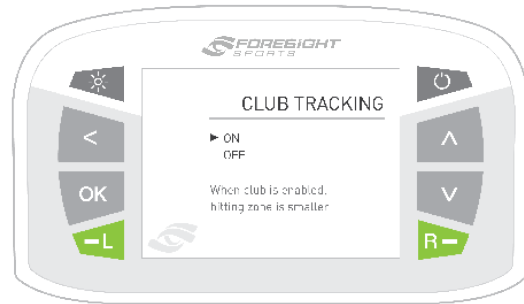 FORESIGHT
SPORTS
CLUB TRACKING
ON
OFF
When club is enabled,
hitting zone is smaller
<
OK
L
R